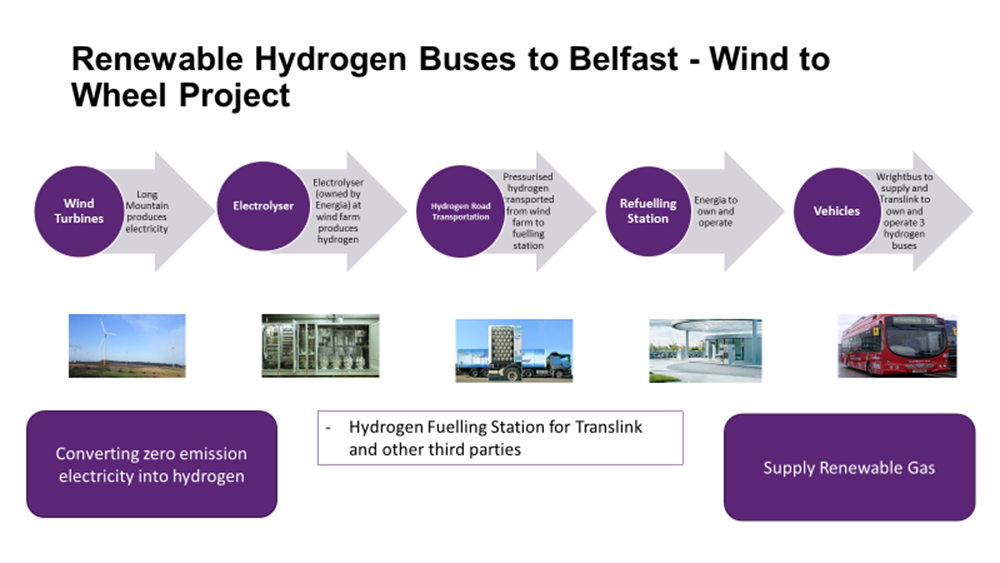 Renewable Hydrogen Buses to Belfast - Wind to
Wheel Project
Wind
Turbines
Long
Mountain
produces
electricity
Electrolyser
Electrolyser
(owned by
Energia) at
wind farm
produces
hydrogen
Hydrogen Road
Transportation
Pressurised
hydrogen
transported
from wind
farm to
fuelling
station
Refuelling
Station
Energia to
own and
operate
Vehicles
Wrightbus to
supply and
Translink to
own and
operate 3
hydrogen
buses
Converting zero emission
electricity into hydrogen
- Hydrogen Fuelling Station for Translink
and other third parties
Supply Renewable Gas